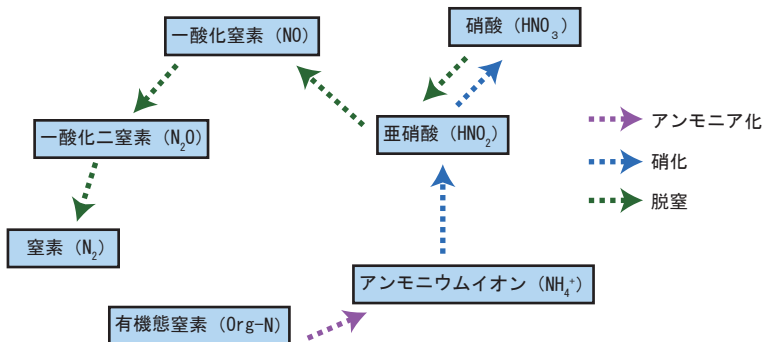 硝酸（HNO₃）
一酸化窒素（NO）
一酸化二窒素（N₂O）
亜硝酸（HNO₂）
窒素（N₂）
アンモニウムイオン（NH₄⁺）
有機態窒素（Org-N）
アンモニア化
硝化
脱窒